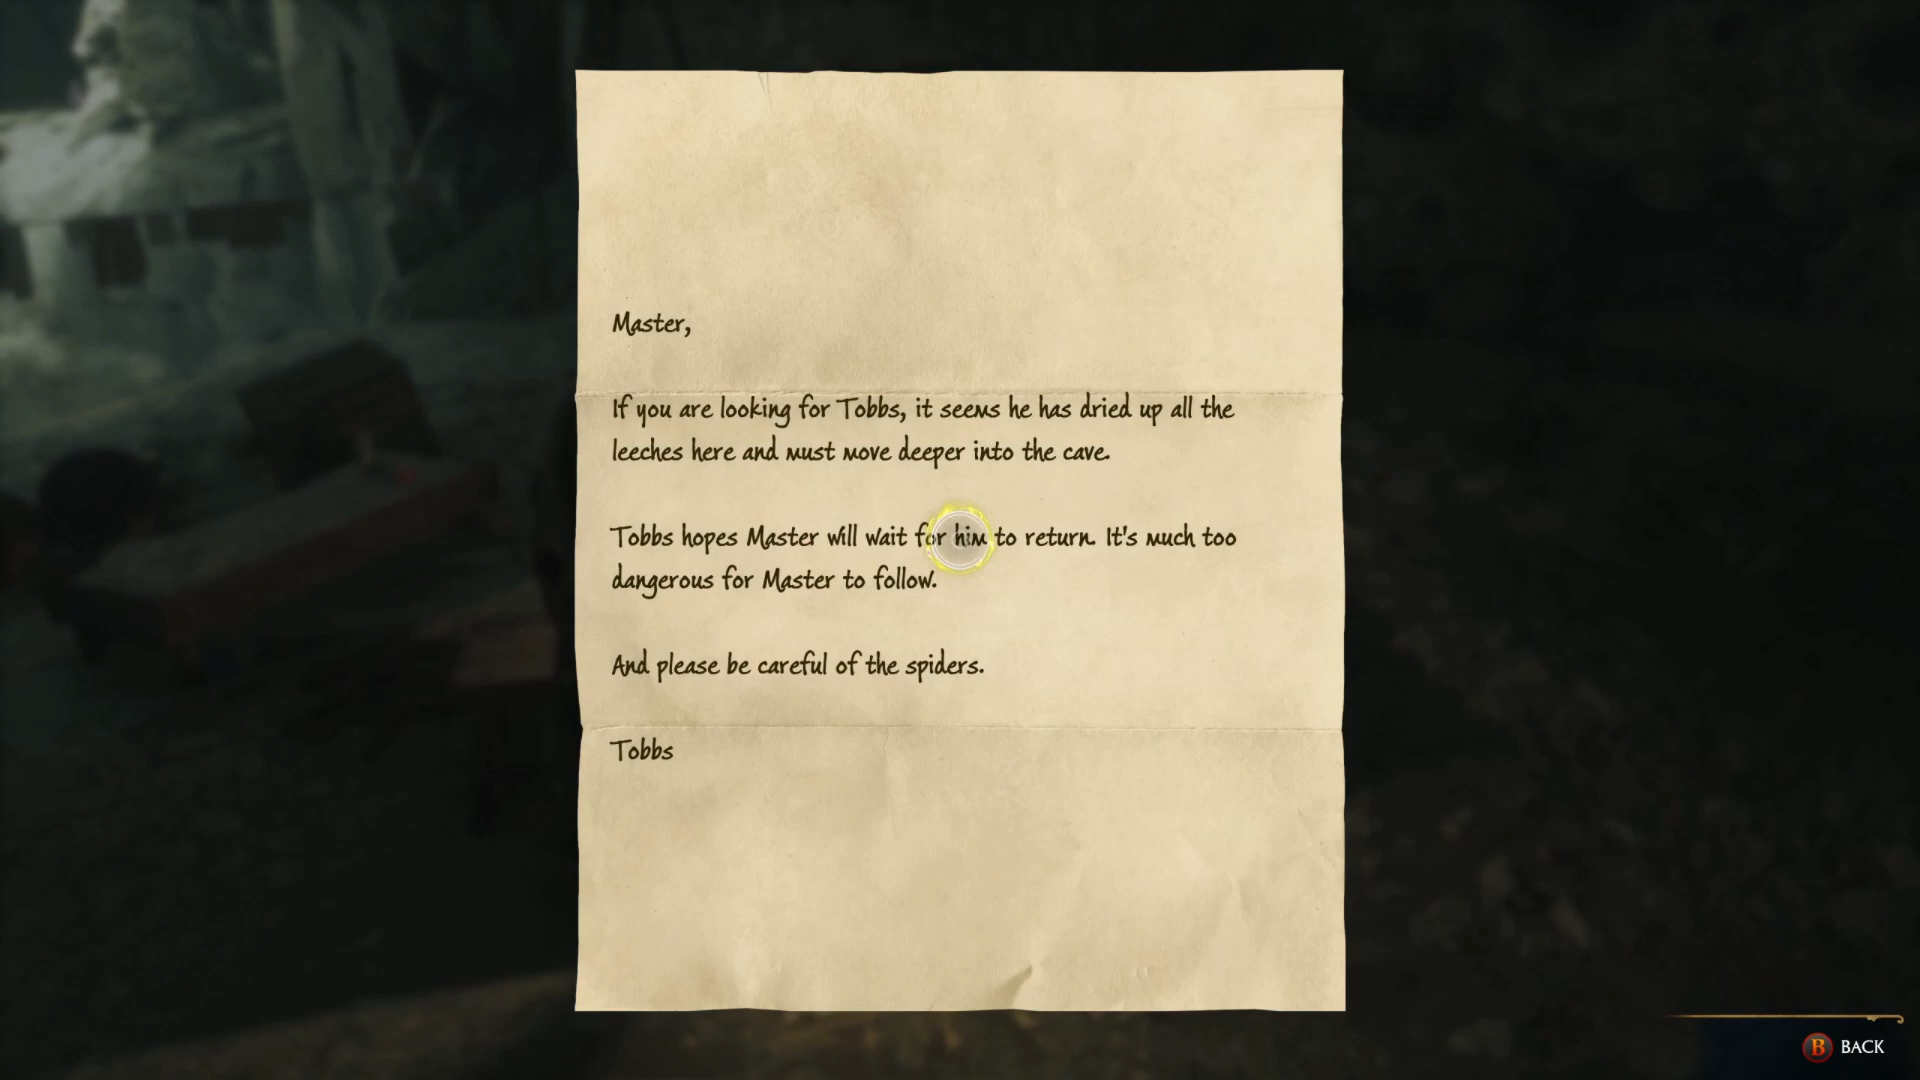 Master,
If you are looking for Tobbs, it seems he has dried up all the
leeches here and must move deeper into the cave.
Tobbs hopes Master will wait for him to return. It's much too
dangerous for Master to follow.
And please be careful of the spiders.
Tobbs
B BACK